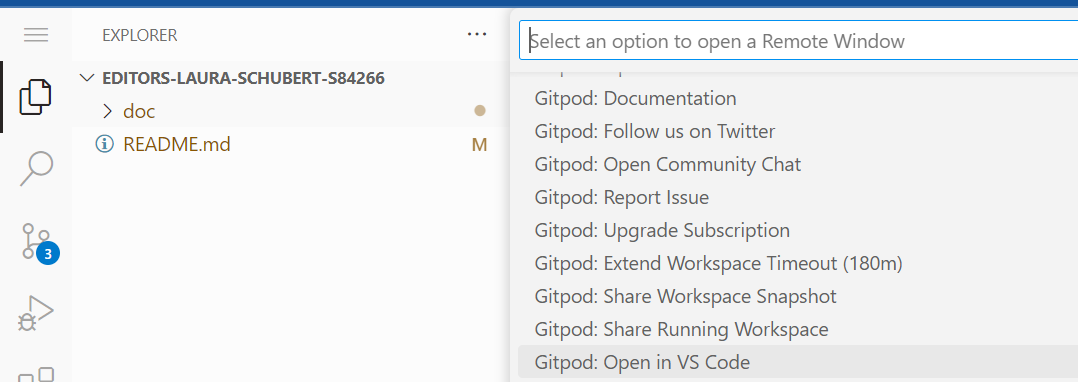 EXPLORER
EDITORS-LAURA-SCHUBERT-S84266
doc
README.md
M
3
Select an option to open a Remote Window
Gitpod: Documentation
Gitpod: Follow us on Twitter
Gitpod: Open Community Chat
Gitpod: Report Issue
Gitpod: Upgrade Subscription
Gitpod: Extend Workspace Timeout (180m)
Gitpod: Share Workspace Snapshot
Gitpod: Share Running Workspace
Gitpod: Open in VS Code